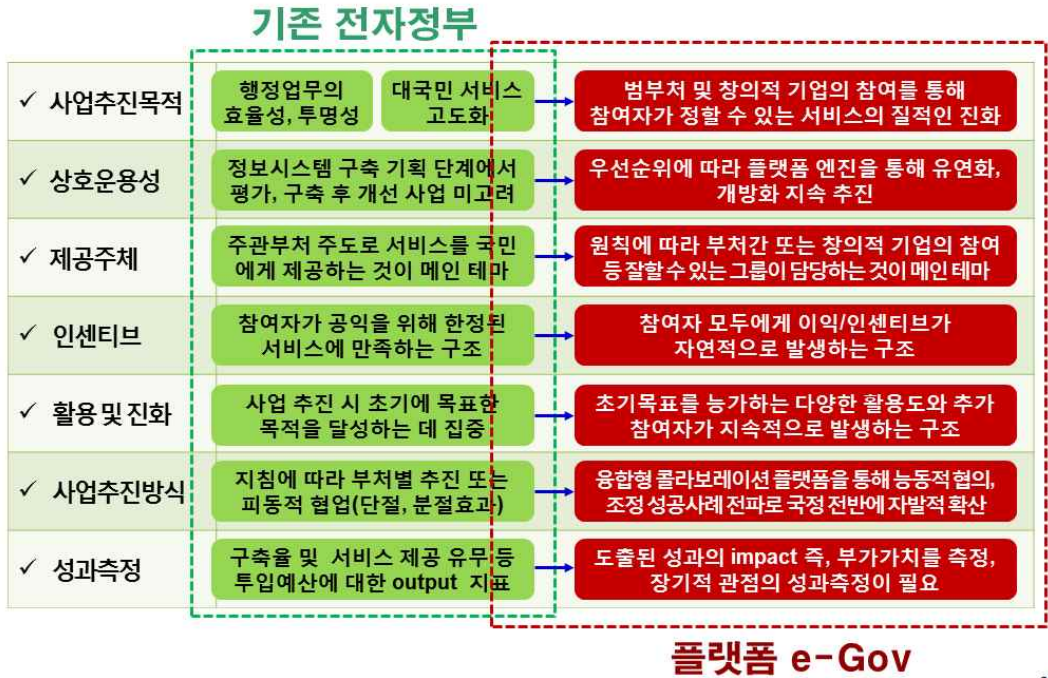 기존 전자정부
✓ 사업추진목적
행정업무의
효율성, 투명성
대국민 서비스
고도화
범부처 및 창의적 기업의 참여를 통해
참여자가 정할 수 있는 서비스의 질적인 진화
✓ 상호운용성
정보시스템 구축 기획 단계에서
평가, 구축 후 개선 사업 미고려
우선순위에 따라 플랫폼 엔진을 통해 유연화,
개방화 지속 추진
✓ 제공주체
주관부처 주도로 서비스를 국민
에게 제공하는 것이 메인 테마
원칙에 따라 부처간 또는 창의적 기업의 참여
등 잘할 수 있는 그룹이 담당하는 것이 메인 테마
✓ 인센티브
참여자가 공익을 위해 한정된
서비스에 만족하는 구조
참여자 모두에게 이익/인센티브가
자연적으로 발생하는 구조
✓ 활용 및 진화
사업 추진 시 초기에 목표한
목적을 달성하는 데 집중
초기목표를 능가하는 다양한 활용도와 추가
참여자가 지속적으로 발생하는 구조
✓ 사업추진방식
지침에 따라 부처별 추진 또는
피동적 협업(단절, 분절효과)
융합형 콜라보레이션 플랫폼을 통해 능동적 협의,
조정 성공사례 전파로 국정 전반에 자발적 확산
✓ 성과측정
구축율 및 서비스 제공 유무 등
투입예산에 대한 output 지표
도출된 성과의 impact 즉, 부가가치를 측정,
장기적 관점의 성과측정이 필요
플랫폼 e-Gov